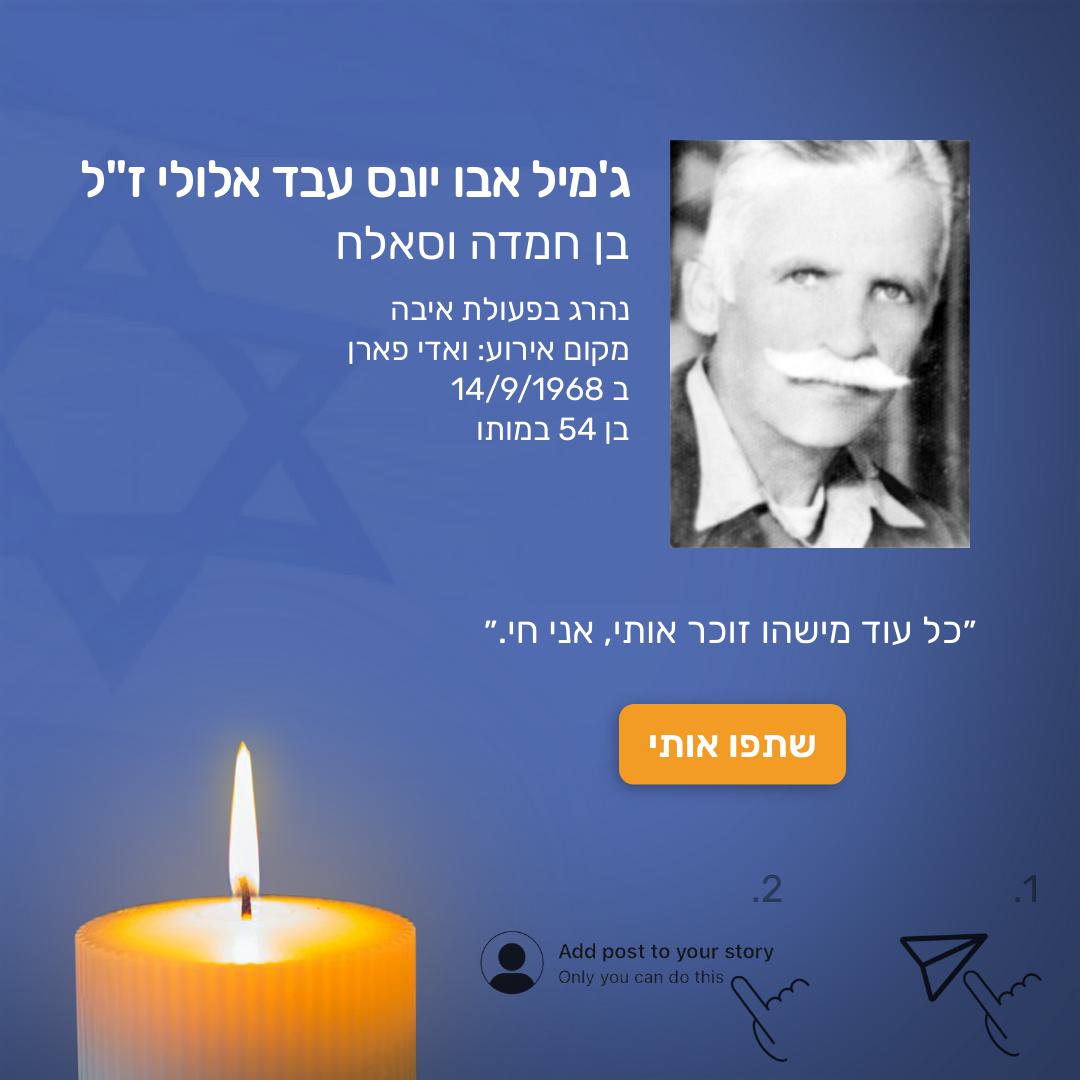 ג'מיל אבו יונס עבד אלולי ז"ל
בן חמדה וסאלח
נהרג בפעולת איבה
מקום אירוע: ואדי פארן
ב 14/9/1968
בן 54 במותו
״כל עוד מישהו זוכר אותי, אני חי.״
שתפו אותי
1.
2.
Add post to your story
Only you can do this